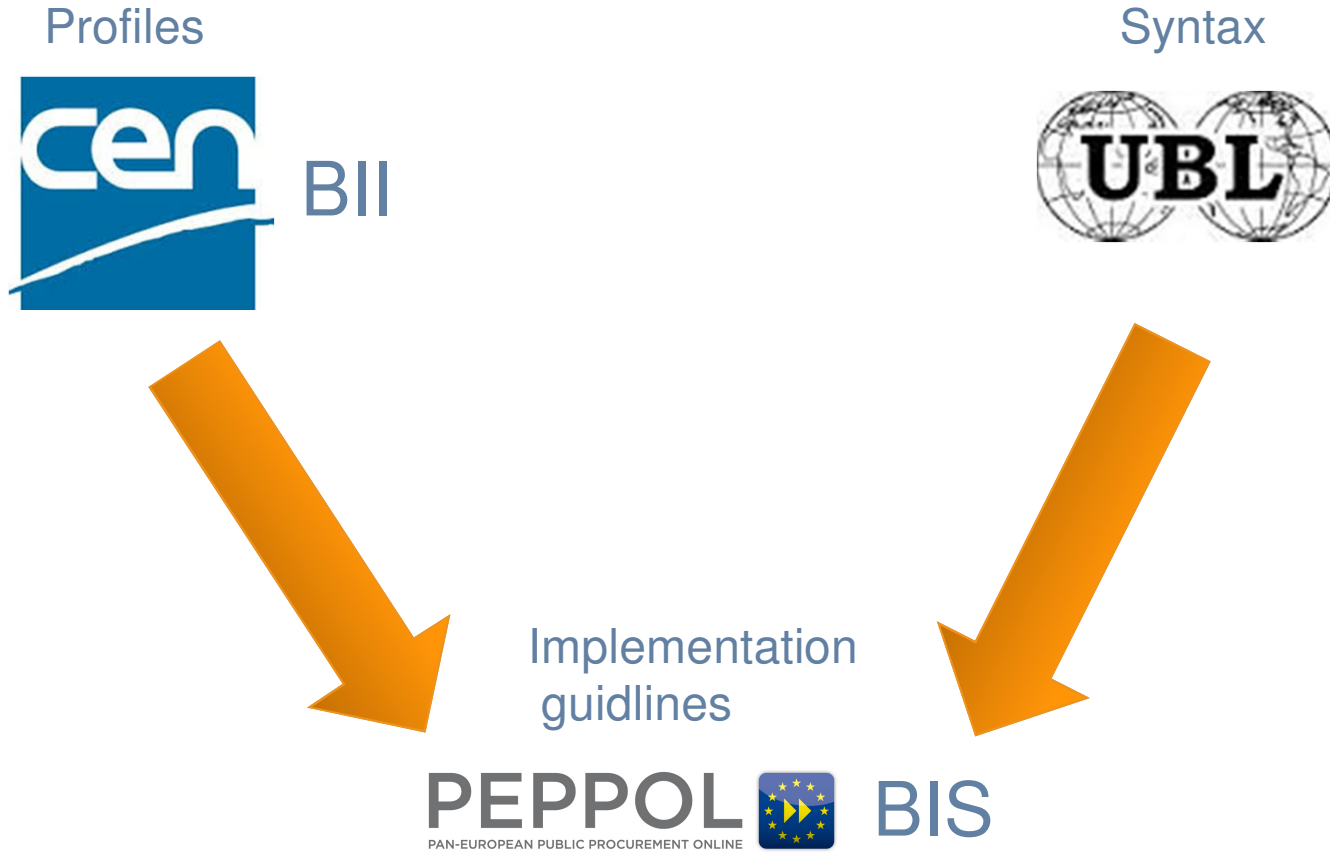 Profiles
Syntax
cen
BII
UBL
Implementation
guidlines
PEPPOL
PAN-EUROPEAN PUBLIC PROCUREMENT ONLINE
BIS